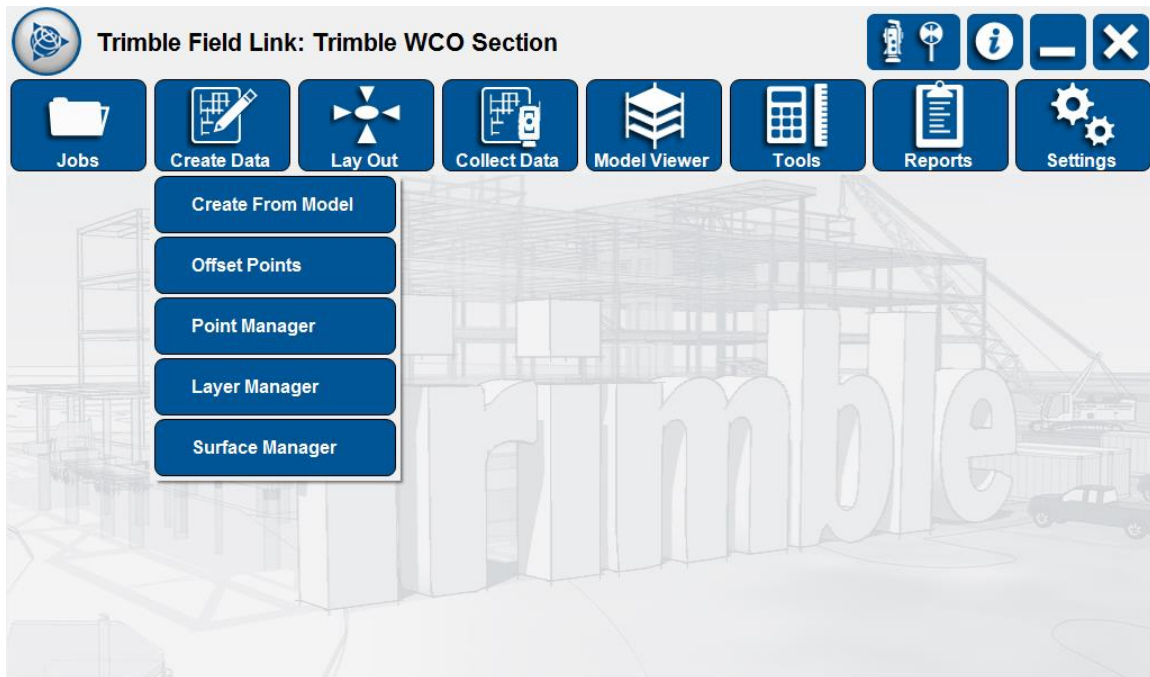 Trimble Field Link: Trimble WCO Section
Jobs
Create Data
Lay Out
Collect Data
Model Viewer
Tools
Reports
Settings
Create From Model
Offset Points
Point Manager
Layer Manager
Surface Manager
Trimble